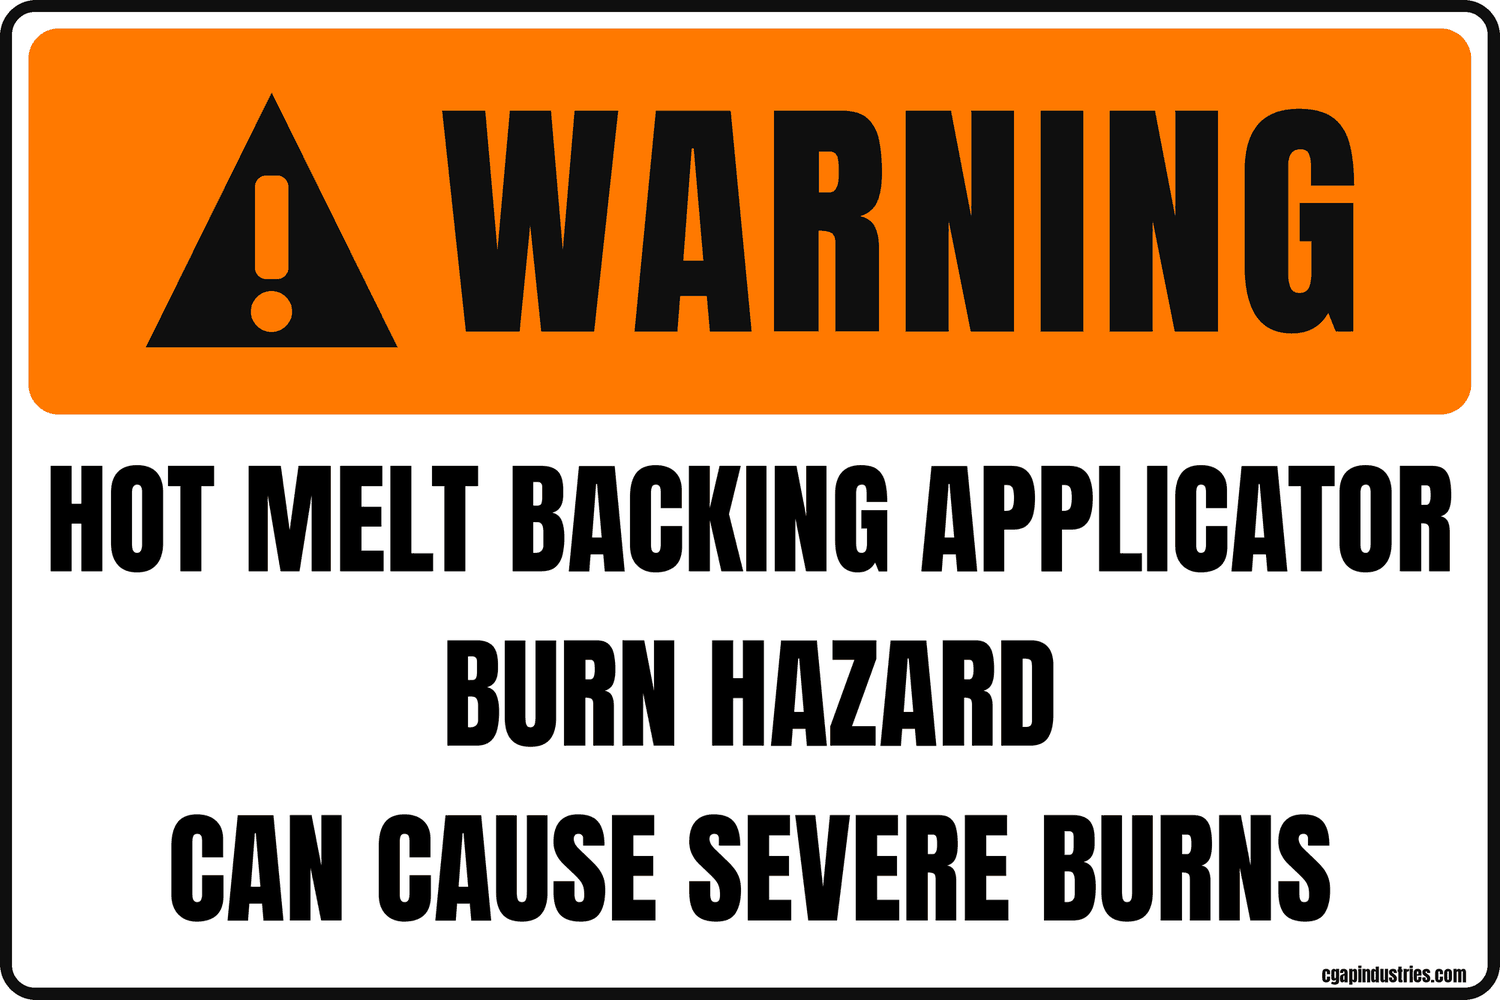 WARNING
HOT MELT BACKING APPLICATOR
BURN HAZARD
CAN CAUSE SEVERE BURNS
cgapindustries.com